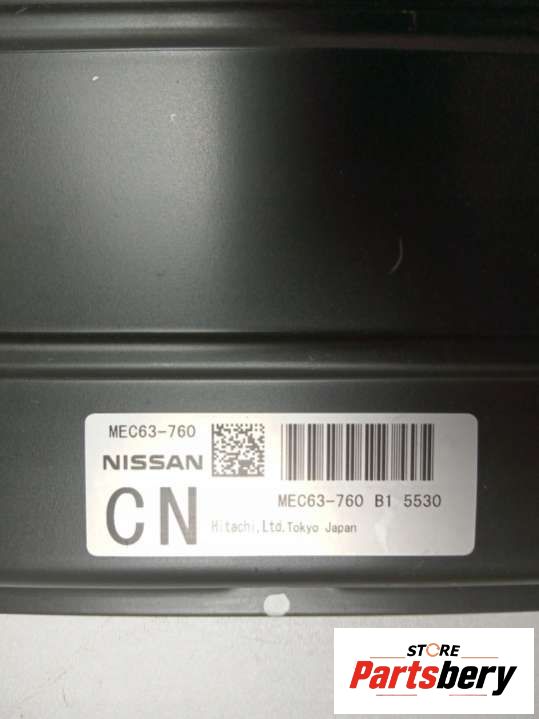 MEC63-760
NISSAN
CN
MEC63-760 B1 5530
Hitachi,Ltd.Tokyo Japan
STORE
Partsbery